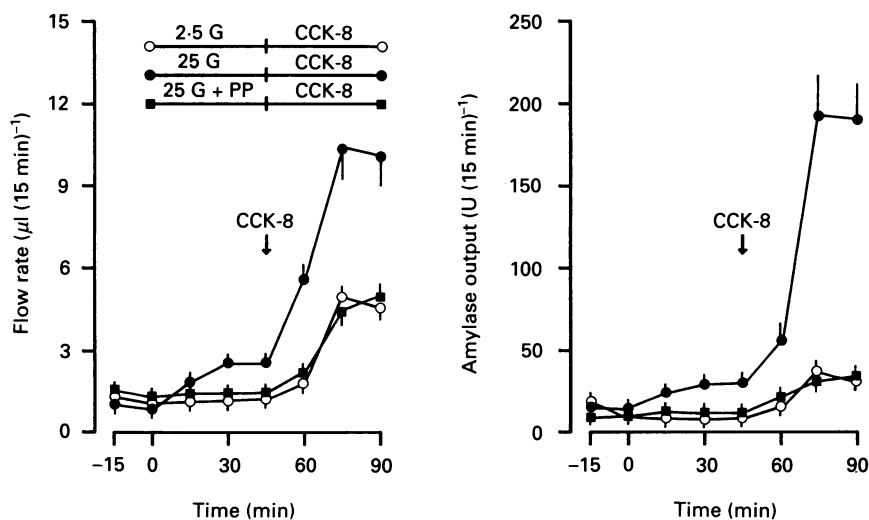 15
12
9
6
3
0
Flow rate (μl (15 min)⁻¹)
2·5 G CCK-8
25 G CCK-8
25 G + PP CCK-8
CCK-8
−15 0 30 60 90
Time (min)
250
200
150
100
50
0
Amylase output (U (15 min)⁻¹)
CCK-8
−15 0 30 60 90
Time (min)